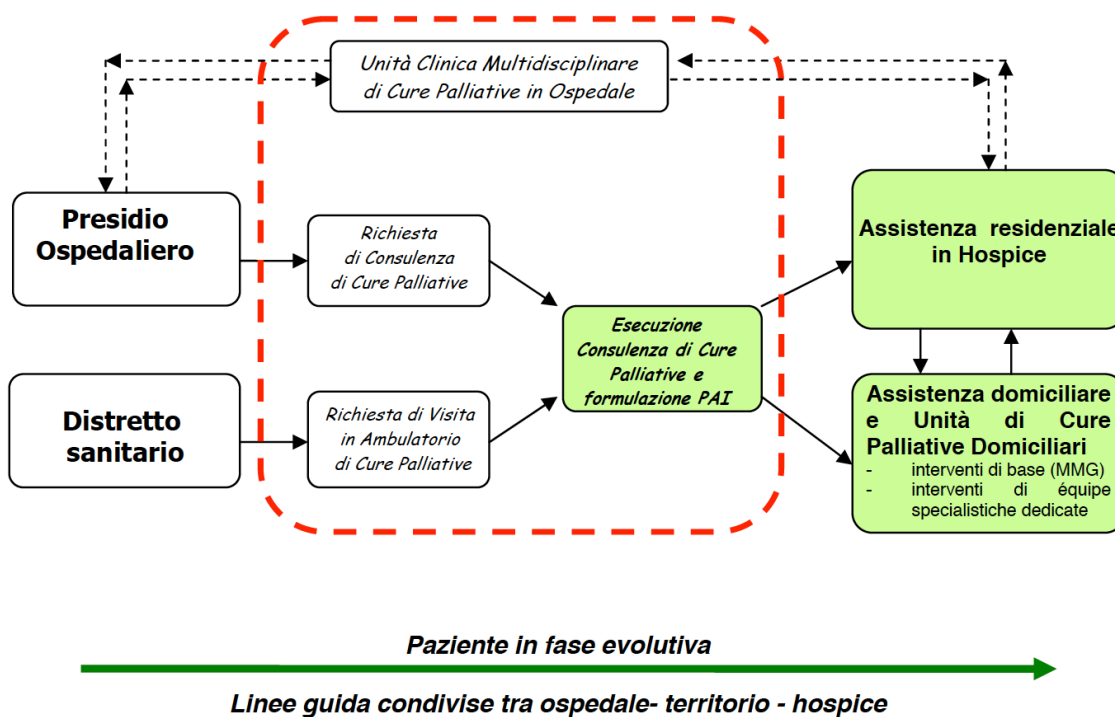 Unità Clinica Multidisciplinare
di Cure Palliative in Ospedale
Presidio
Ospedaliero
Richiesta
di Consulenza
di Cure Palliative
Assistenza residenziale
in Hospice
Esecuzione
Consulenza di Cure
Palliative e
formulazione PAI
Distretto
sanitario
Richiesta di Visita
in Ambulatorio
di Cure Palliative
Assistenza domiciliare
e Unità di Cure
Palliative Domiciliari
- interventi di base (MMG)
- interventi di équipe
specialistiche dedicate
Paziente in fase evolutiva
Linee guida condivise tra ospedale- territorio - hospice